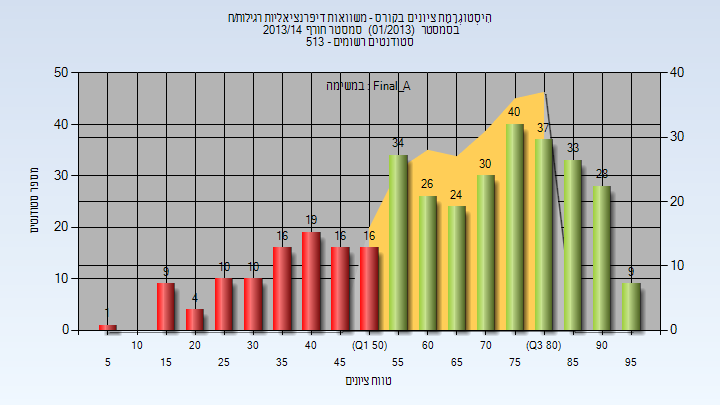 היסטוגרמת ציונים בקורס - משוואות דיפרנציאליות רגילות/ח
בסמסטר (01/2013) סמסטר חורף 2013/14
סטודנטים רשומים - 513
במשימה : Final_A
50 40
40 30
30 20
20 10
10 0
0
מספר סטודנטים
1 9 4 10 10 16 19 16 16 34 26 24 30 40 37 33 28 9
10 20 30 40 (Q1 50) 60 70 (Q3 80) 90
5 15 25 35 45 55 65 75 85 95
טווח ציונים